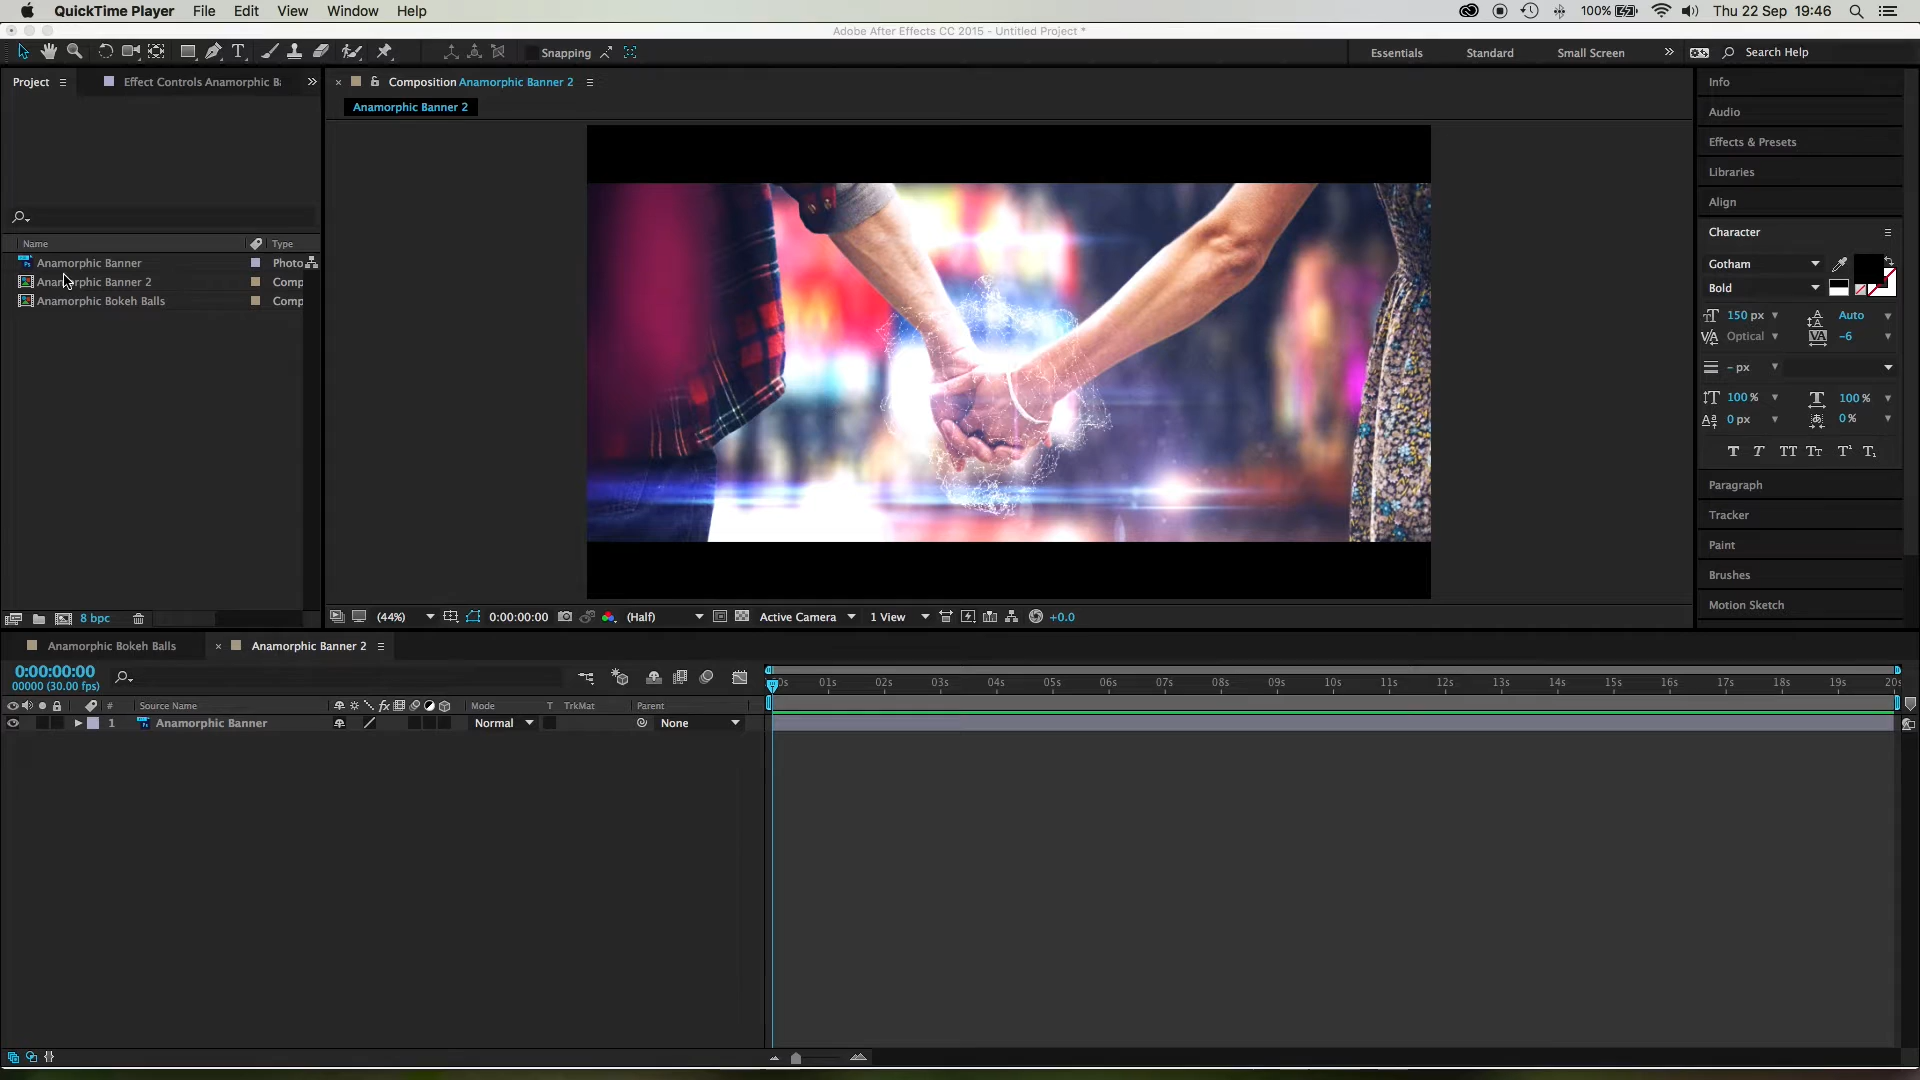 QuickTime Player File Edit View Window Help 100% Thu 22 Sep 19:46
Adobe After Effects CC 2015 - Untitled Project *
Snapping Essentials Standard Small Screen Search Help
Project Effect Controls Anamorphic B
Composition Anamorphic Banner 2
Anamorphic Banner 2
Name Type
Anamorphic Banner Photo
Anamorphic Banner 2 Comp
Anamorphic Bokeh Balls Comp
8 bpc
(44%) 0:00:00:00 (Half) Active Camera 1 View +0.0
Info
Audio
Effects & Presets
Libraries
Align
Character
Gotham
Bold
150 px Auto
Optical -6
- px
100 % 100 %
0 px 0 %
T T TT Tt T¹ T₁
Paragraph
Tracker
Paint
Brushes
Motion Sketch
Anamorphic Bokeh Balls Anamorphic Banner 2
0:00:00:00
00000 (30.00 fps)
01s 02s 03s 04s 05s 06s 07s 08s 09s 10s 11s 12s 13s 14s 15s 16s 17s 18s 19s 20s
# Source Name Mode T TrkMat Parent
1 Anamorphic Banner Normal None